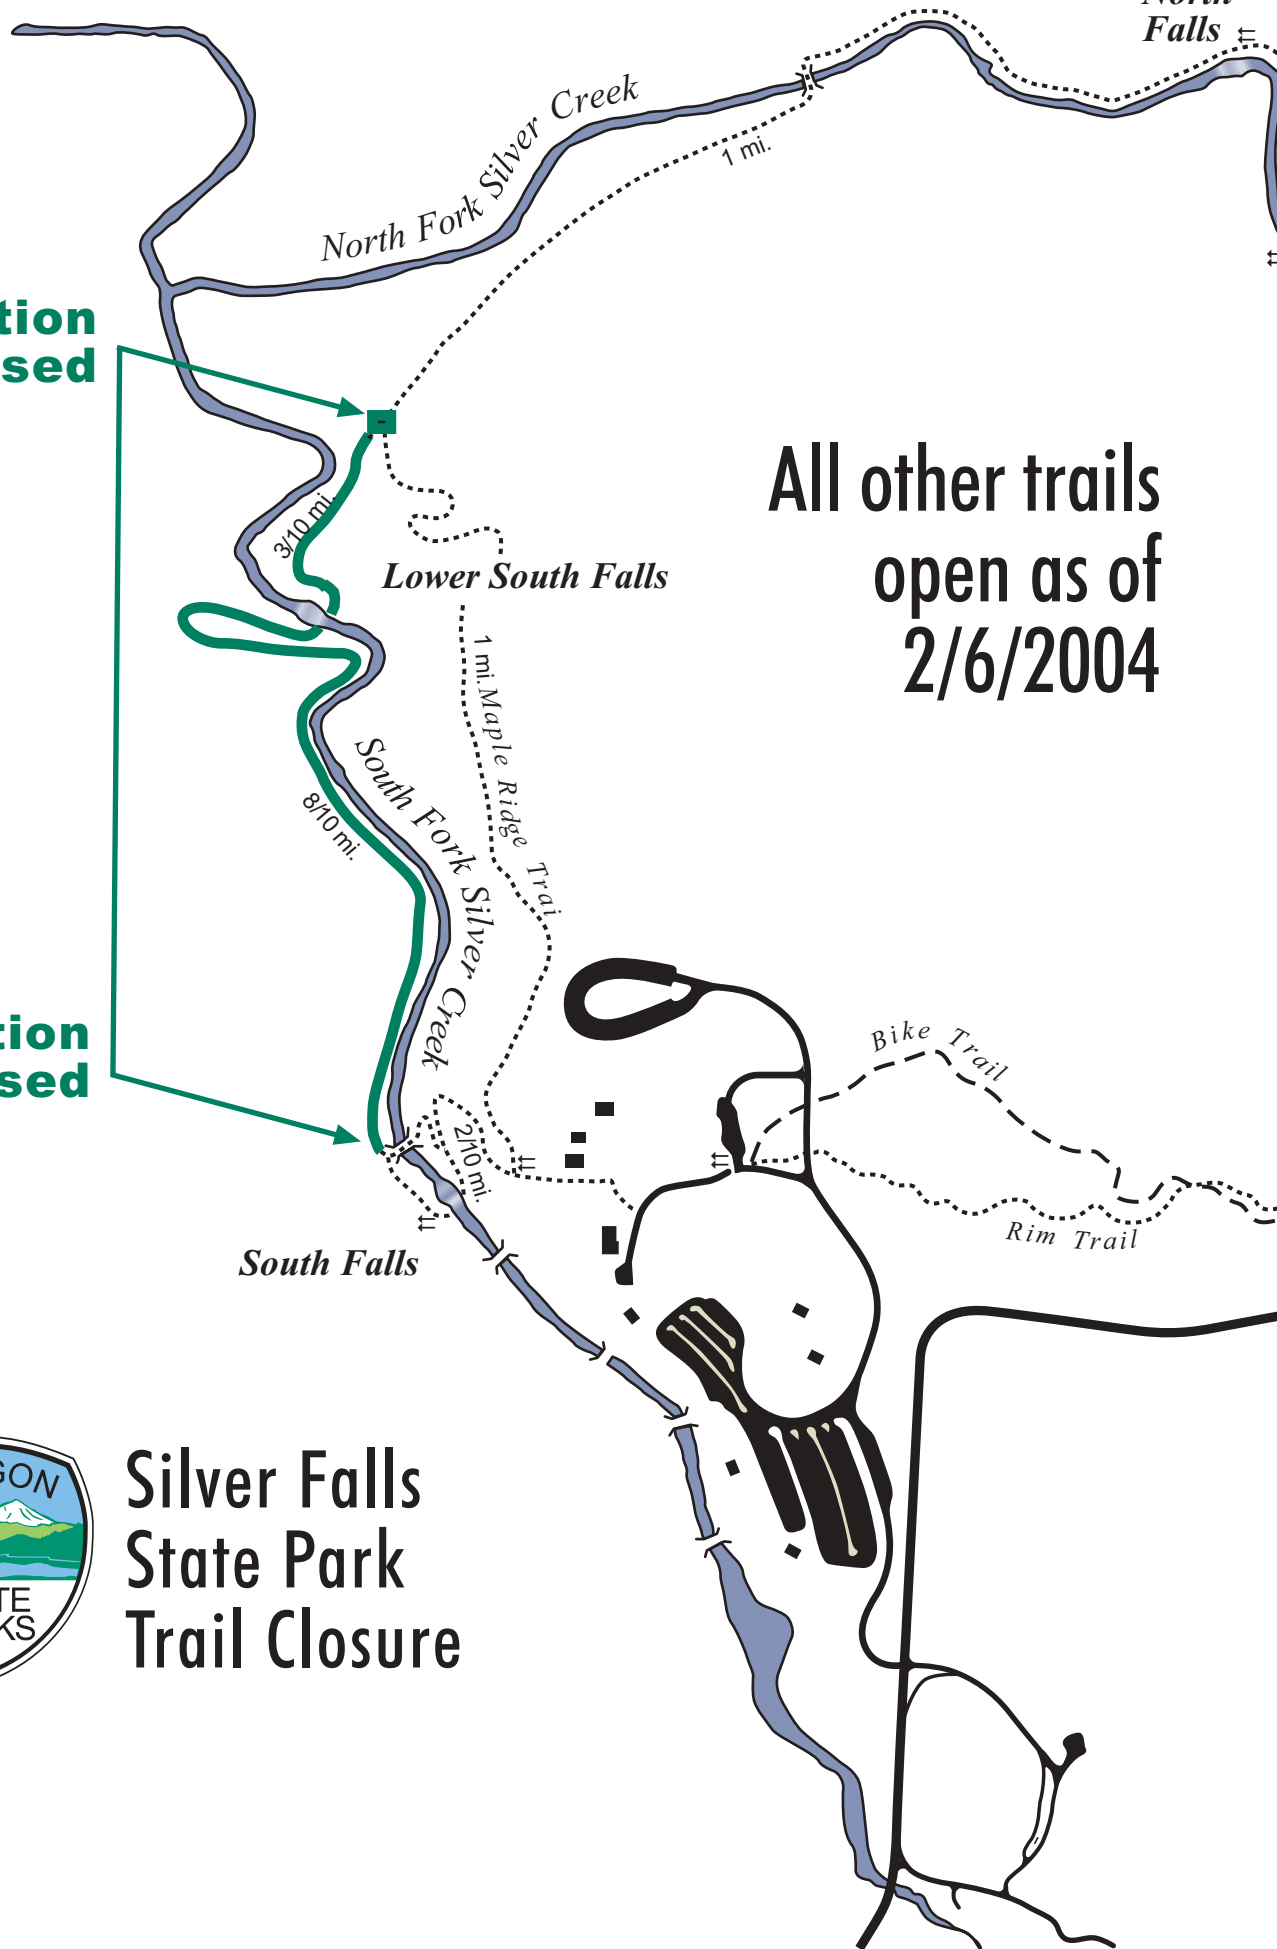 North
Falls
North Fork Silver Creek
1 mi.
tion
sed
3/10 mi.
All other trails
open as of
2/6/2004
Lower South Falls
1 mi. Maple Ridge Trai
South Fork Silver Creek
8/10 mi.
tion
sed
Bike Trail
2/10 mi.
Rim Trail
South Falls
GON
TE
KS
Silver Falls
State Park
Trail Closure